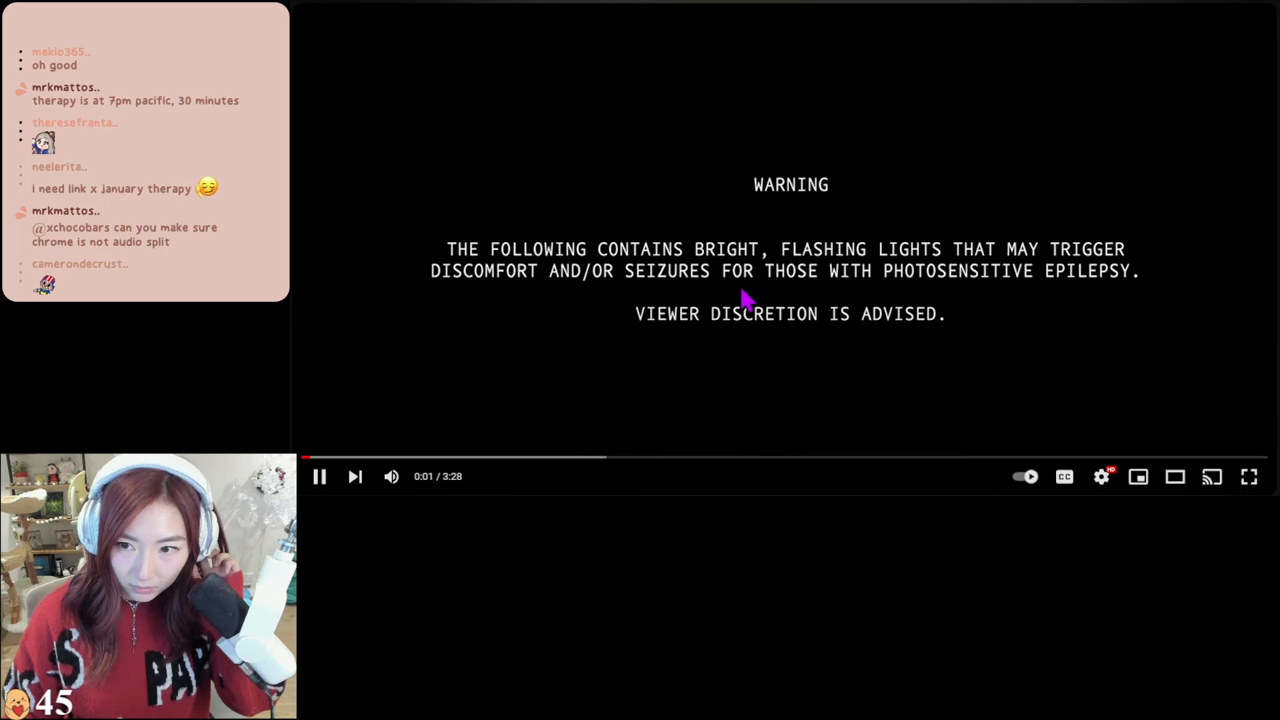 mekio365..
oh good
mrkmattos..
therapy is at 7pm pacific, 30 minutes
theresefranta..
neelerita..
i need link x january therapy
mrkmattos..
@xchocobars can you make sure
chrome is not audio split
camerondecrust..
WARNING
THE FOLLOWING CONTAINS BRIGHT, FLASHING LIGHTS THAT MAY TRIGGER
DISCOMFORT AND/OR SEIZURES FOR THOSE WITH PHOTOSENSITIVE EPILEPSY.
VIEWER DISCRETION IS ADVISED.
0:01 / 3:28
CC
HD
S PAP
45